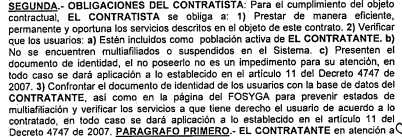 SEGUNDA.- OBLIGACIONES DEL CONTRATISTA: Para el cumplimiento del objeto
contractual, EL CONTRATISTA se obliga a: 1) Prestar de manera eficiente,
permanente y oportuna los servicios descritos en el objeto de este contrato. 2) Verificar
que los usuarios: a) Estén incluidos como población activa de EL CONTRATANTE. b)
No se encuentren multiafiliados o suspendidos en el Sistema. c) Presenten el
documento de identidad, el no poseerlo no es un impedimento para su atención, en
todo caso se dará aplicación a lo establecido en el artículo 11 del Decreto 4747 de
2007. 3) Confrontar el documento de identidad de los usuarios con la base de datos del
CONTRATANTE, así como en la página del FOSYGA para prevenir estados de
multiafiliación y verificar los servicios a que tiene derecho el usuario de acuerdo a lo
contratado, en todo caso se dará aplicación a lo establecido en el artículo 11 del
Decreto 4747 de 2007. PARAGRAFO PRIMERO.- EL CONTRATANTE en atención a